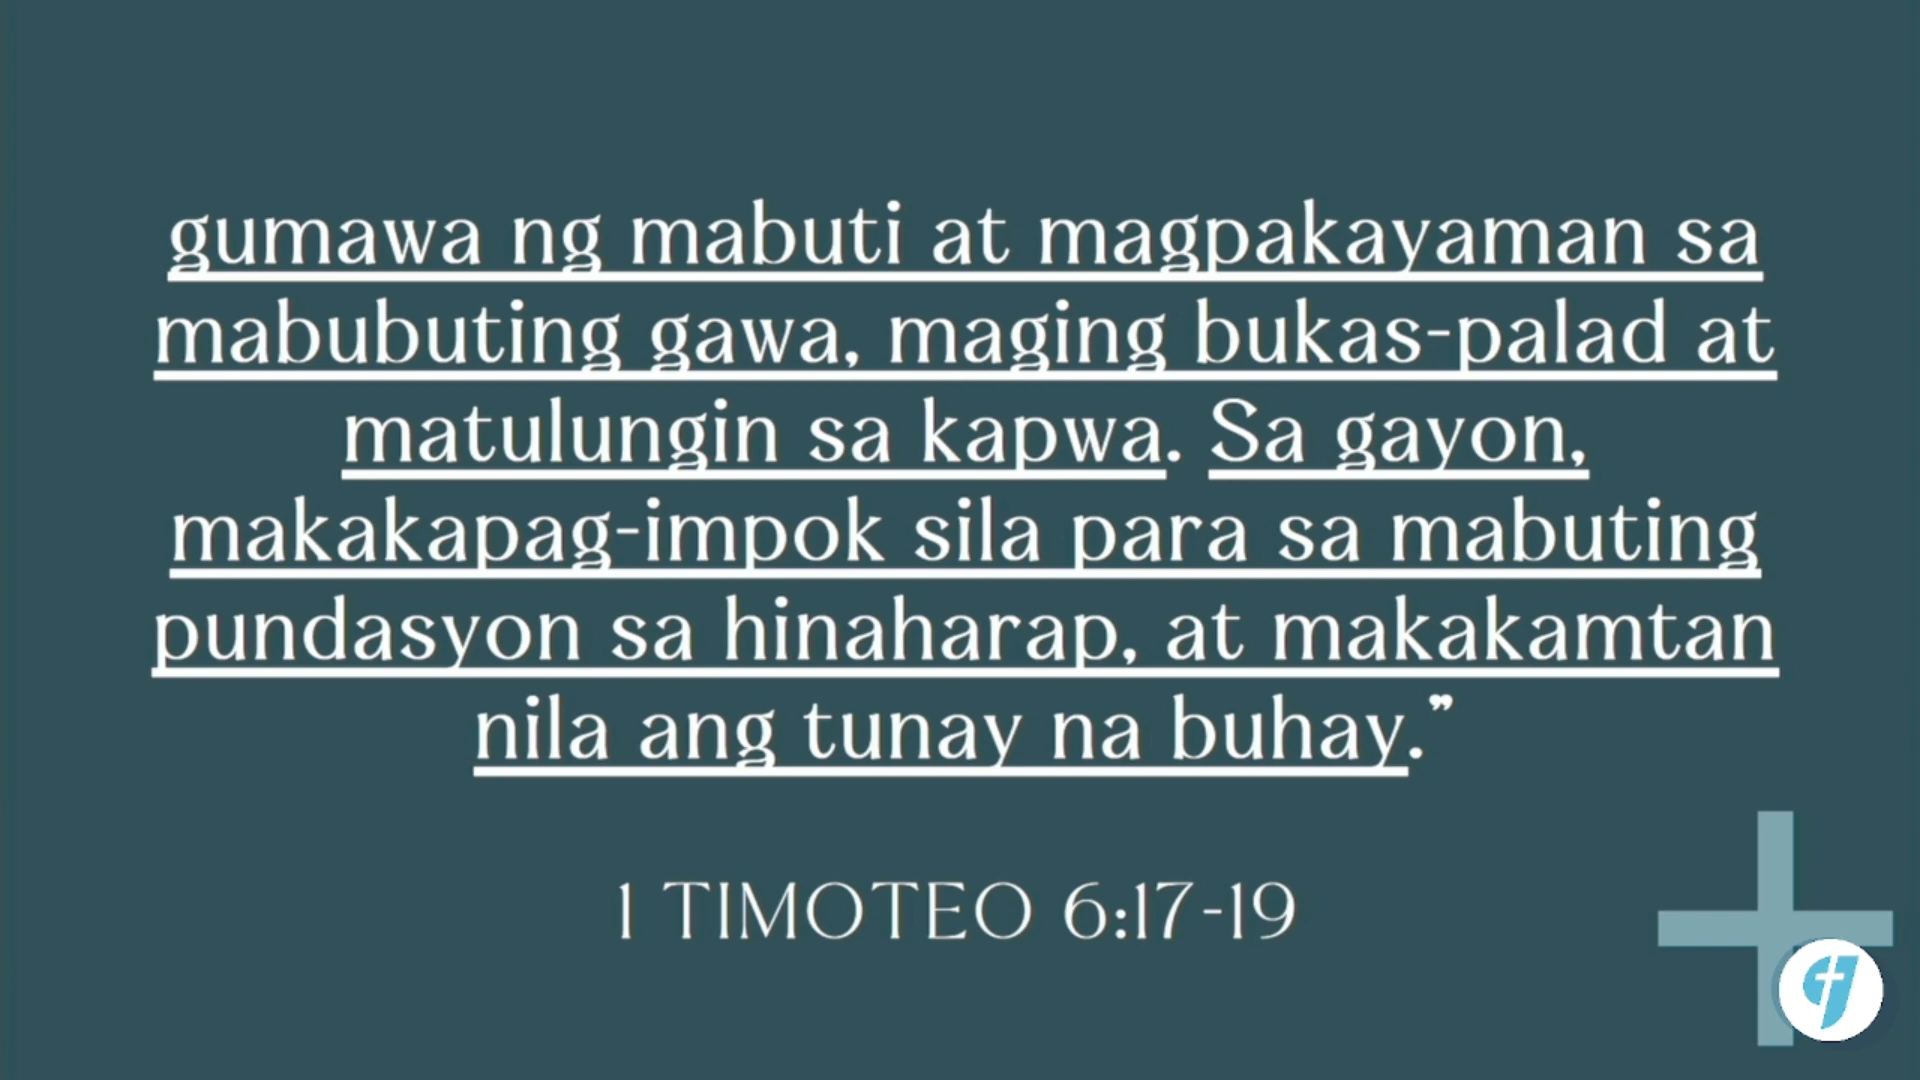 gumawa ng mabuti at magpakayaman sa
mabubuting gawa, maging bukas-palad at
matulungin sa kapwa. Sa gayon,
makakapag-impok sila para sa mabuting
pundasyon sa hinaharap, at makakamtan
nila ang tunay na buhay.”
1 TIMOTEO 6:17-19